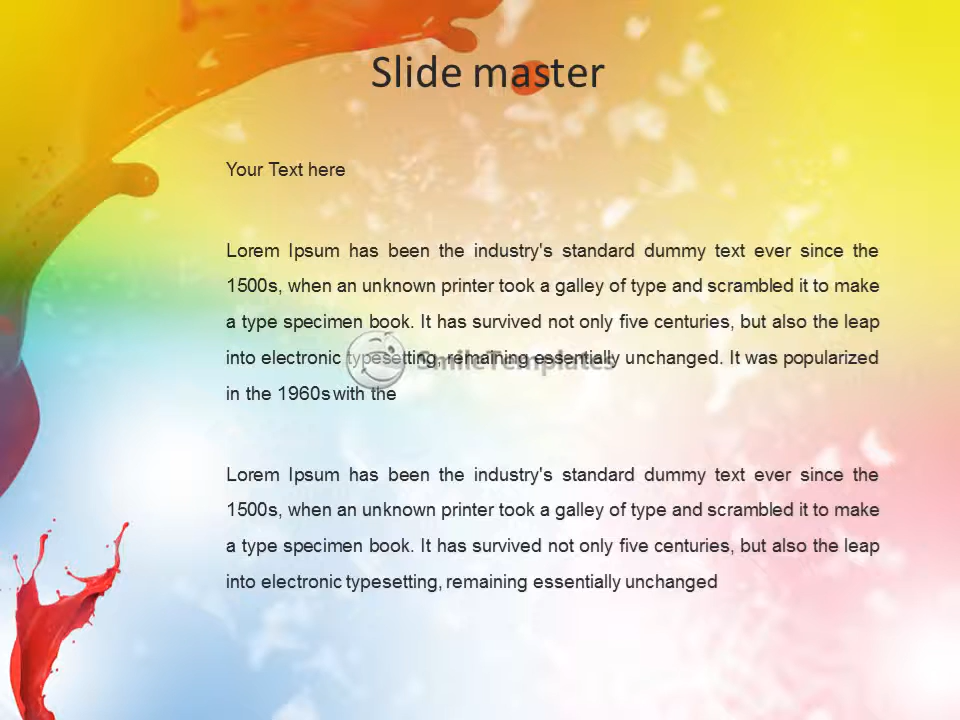 Slide master
Your Text here
Lorem Ipsum has been the industry's standard dummy text ever since the
1500s, when an unknown printer took a galley of type and scrambled it to make
a type specimen book. It has survived not only five centuries, but also the leap
into electronic typesetting, remaining essentially unchanged. It was popularized
SmileTemplates
in the 1960s with the
Lorem Ipsum has been the industry's standard dummy text ever since the
1500s, when an unknown printer took a galley of type and scrambled it to make
a type specimen book. It has survived not only five centuries, but also the leap
into electronic typesetting, remaining essentially unchanged